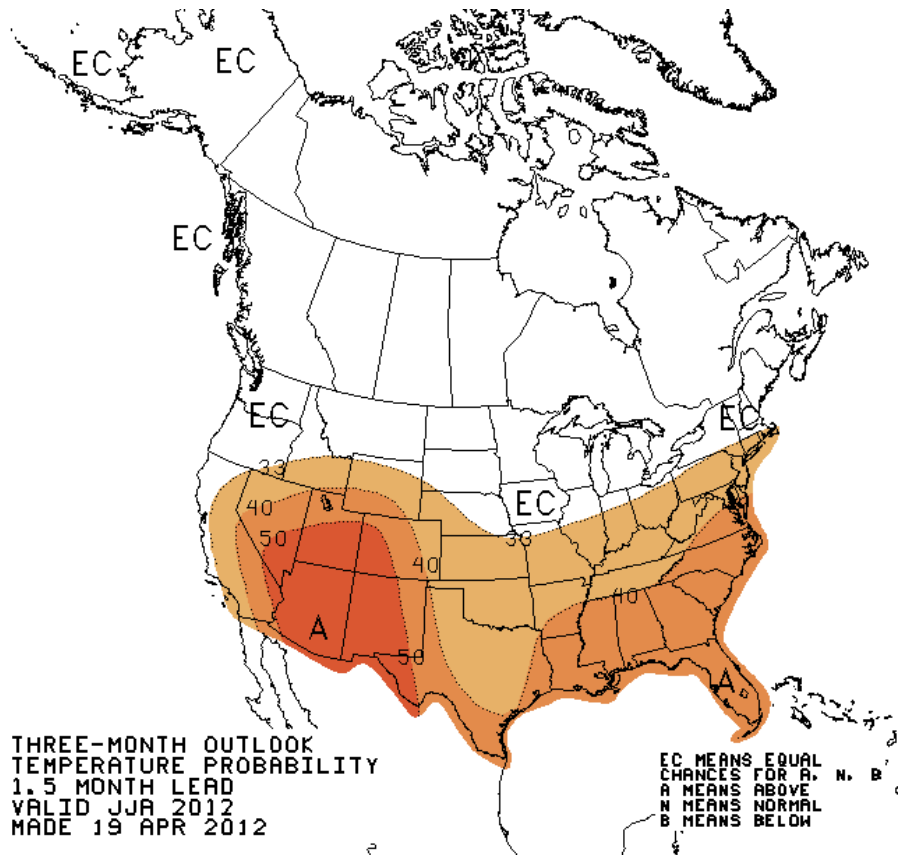 EC
EC
EC
EC
EC
33
40
50
EC
33
40
40
A
50
A
THREE-MONTH OUTLOOK
TEMPERATURE PROBABILITY
1.5 MONTH LEAD
VALID JJA 2012
MADE 19 APR 2012
EC MEANS EQUAL
CHANCES FOR A, N, B
A MEANS ABOVE
N MEANS NORMAL
B MEANS BELOW